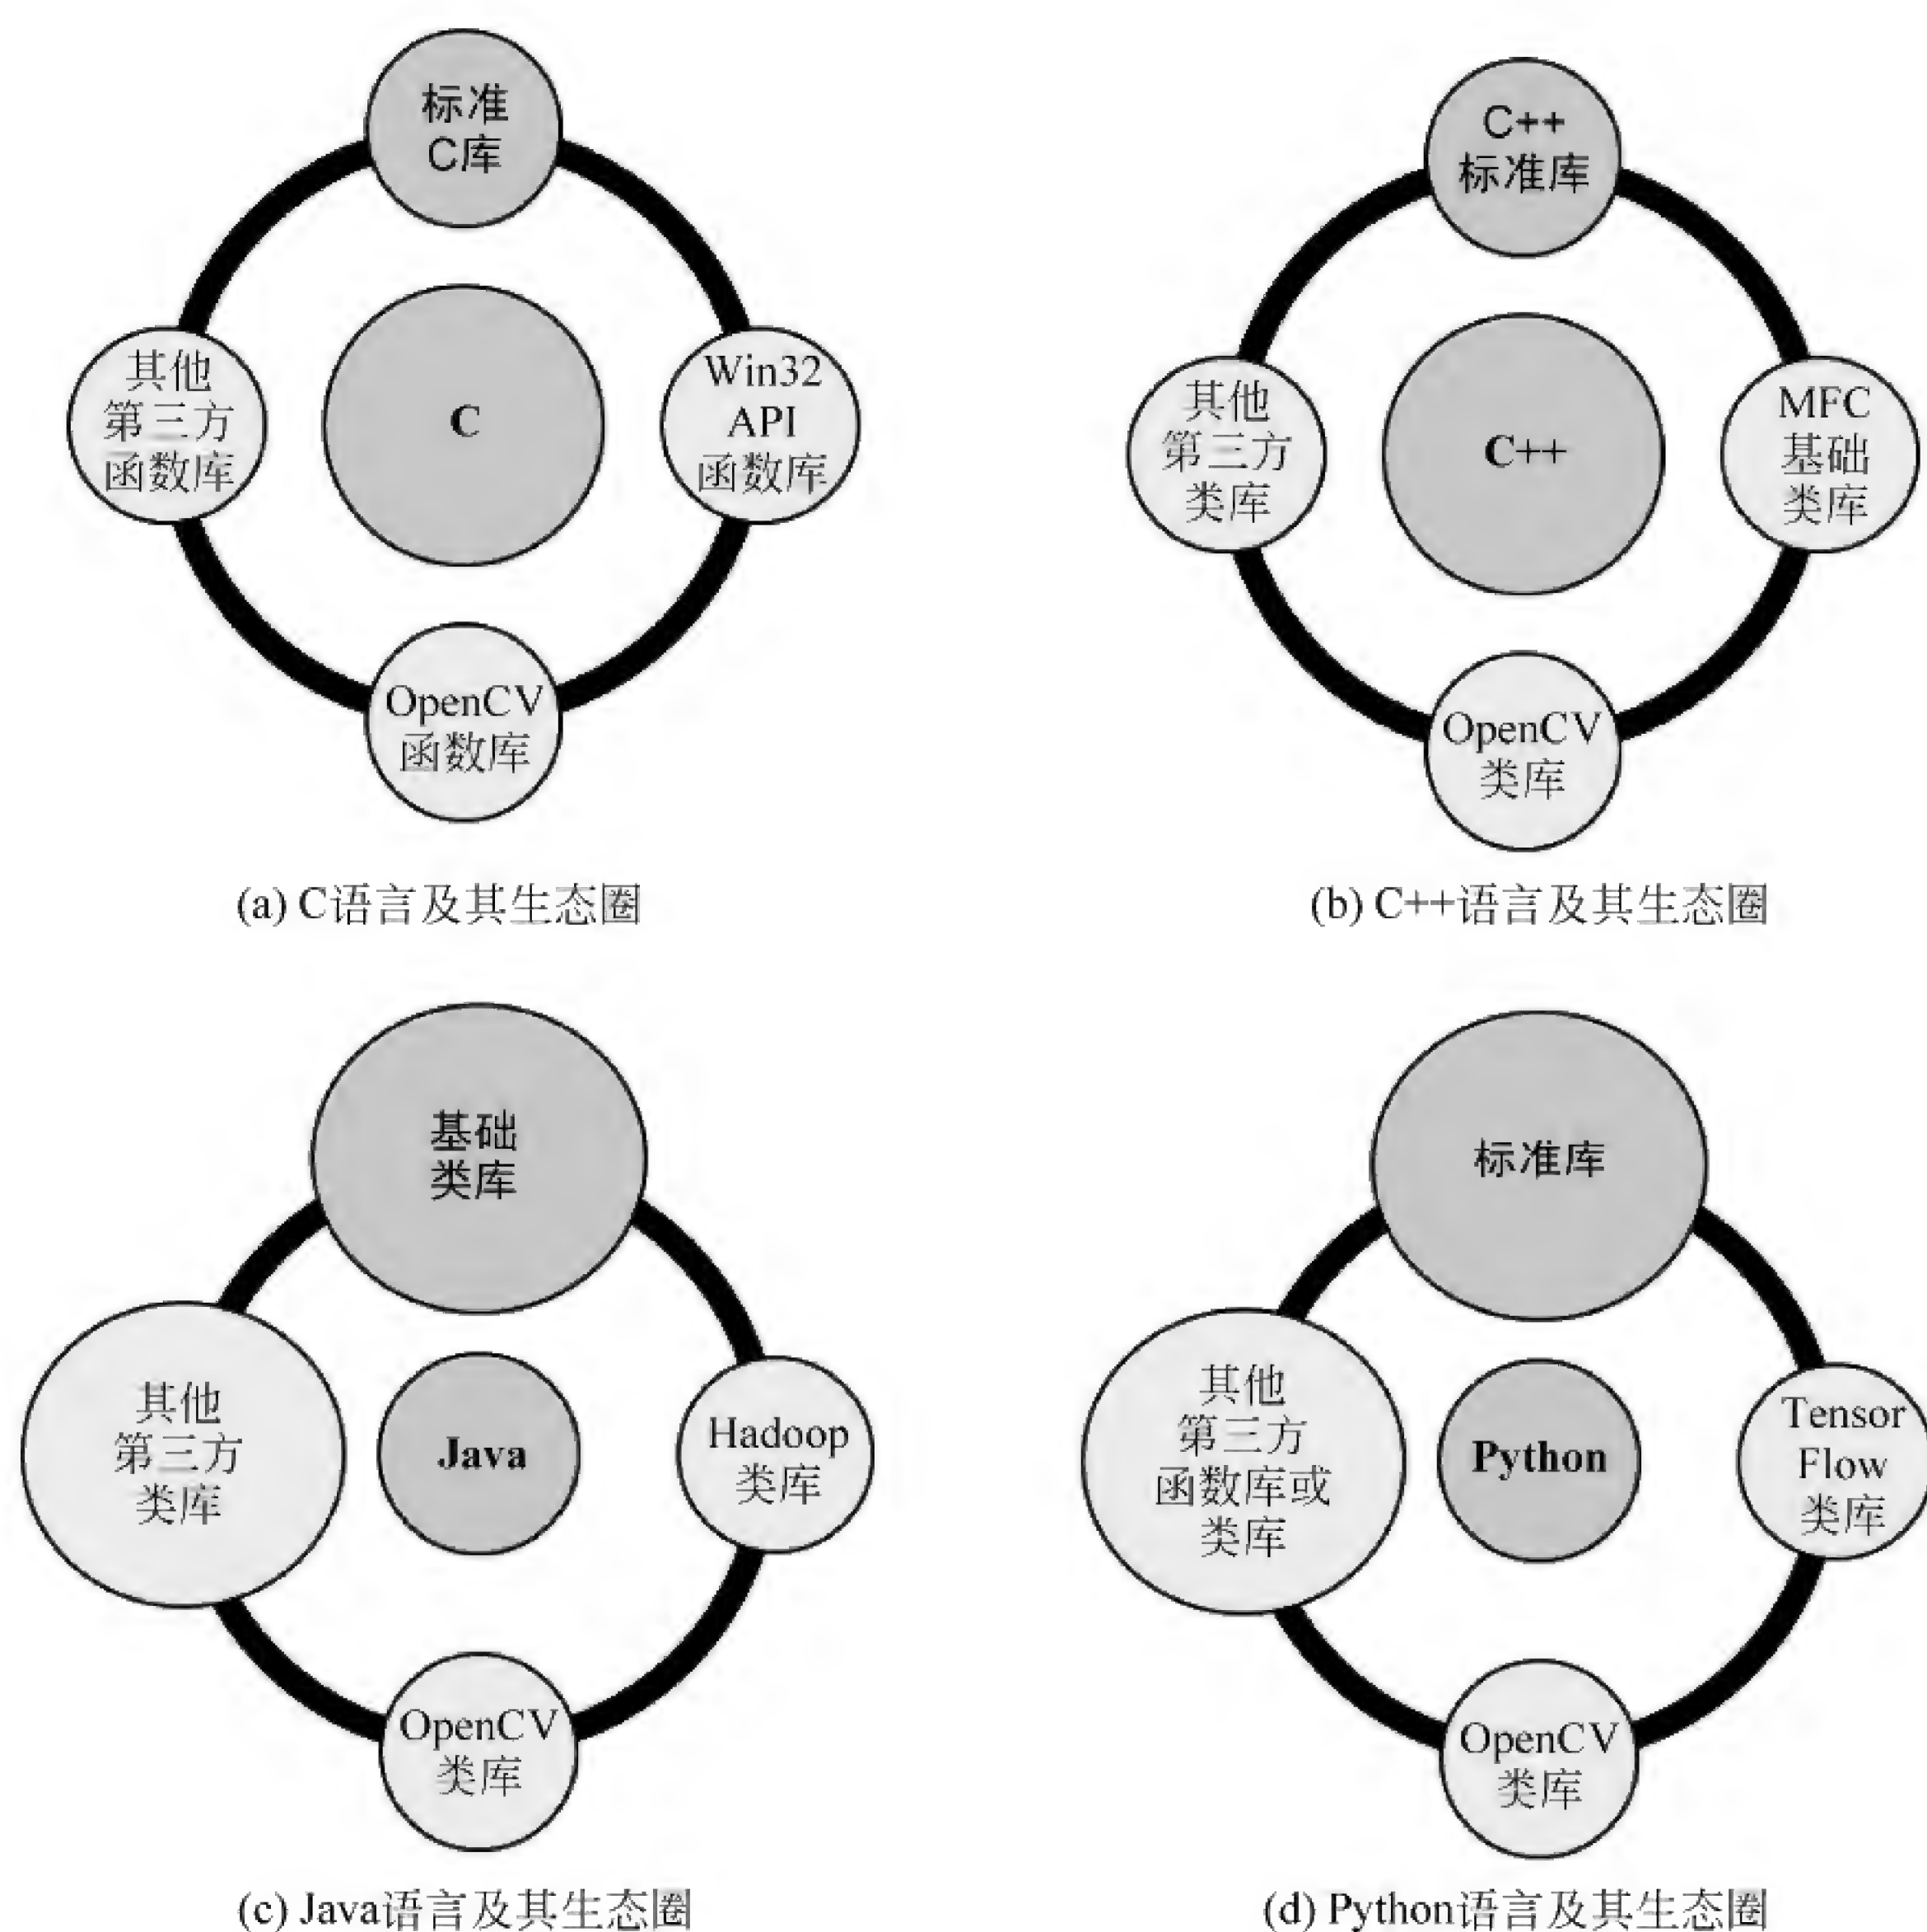 标准
C库
其他
第三方
函数库
C
Win32
API
函数库
OpenCV
函数库
(a) C语言及其生态圈
C++
标准库
其他
第三方
类库
C++
MFC
基础
类库
OpenCV
类库
(b) C++语言及其生态圈
基础
类库
其他
第三方
类库
Java
Hadoop
类库
OpenCV
类库
(c) Java语言及其生态圈
标准库
其他
第三方
函数库或
类库
Python
Tensor
Flow
类库
OpenCV
类库
(d) Python语言及其生态圈